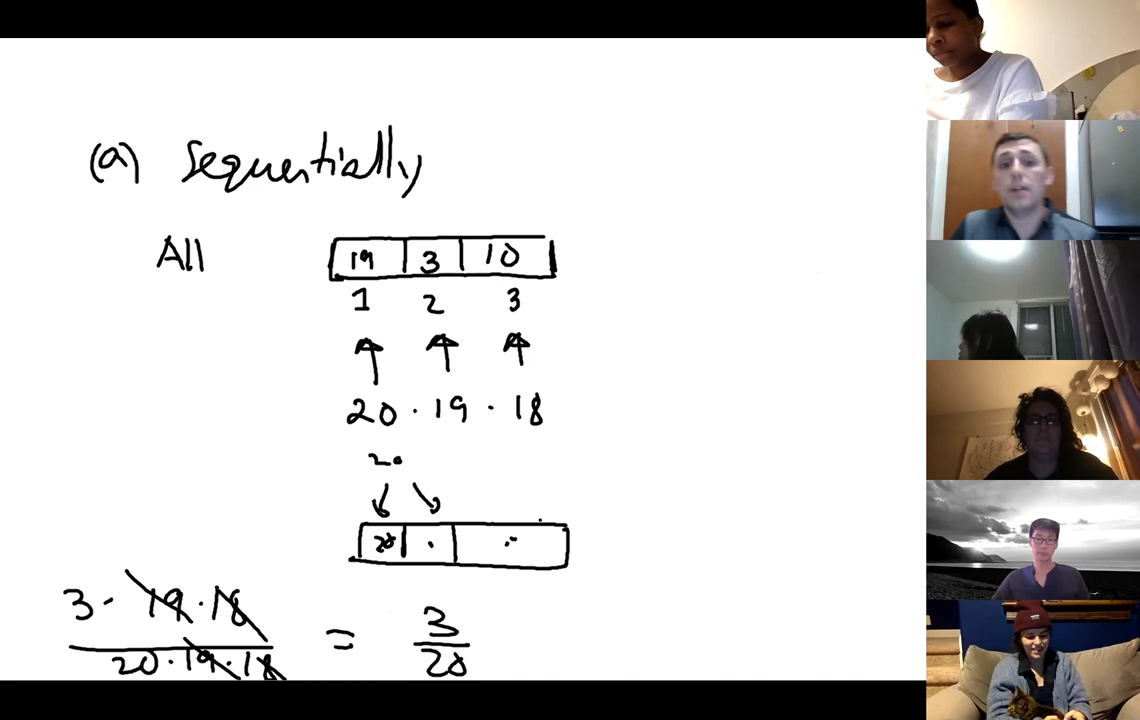 (a) Sequentially
All
19 3 10
1 2 3
20 · 19 · 18
20
20 · ·
3 · 19 · 18
20 · 19 · 18
=
3
20